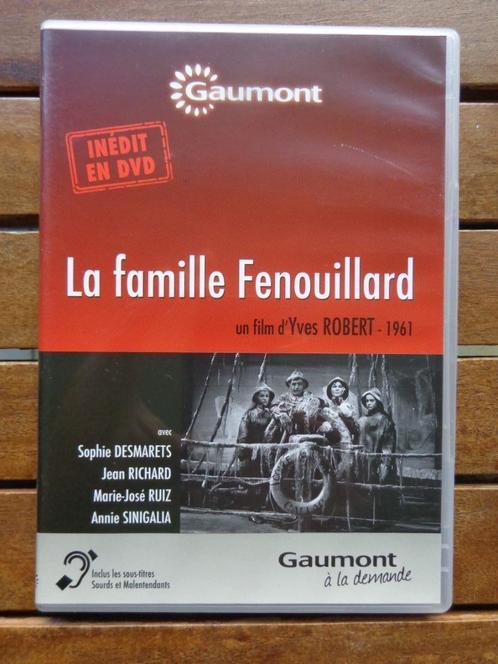 Gaumont
INÉDIT
EN DVD
La famille Fenouillard
un film d'Yves ROBERT - 1961
avec
Sophie DESMARETS
Jean RICHARD
Marie-José RUIZ
Annie SINIGALIA
Inclus les sous-titres
Sourds et Malentendants
Gaumont
à la demande